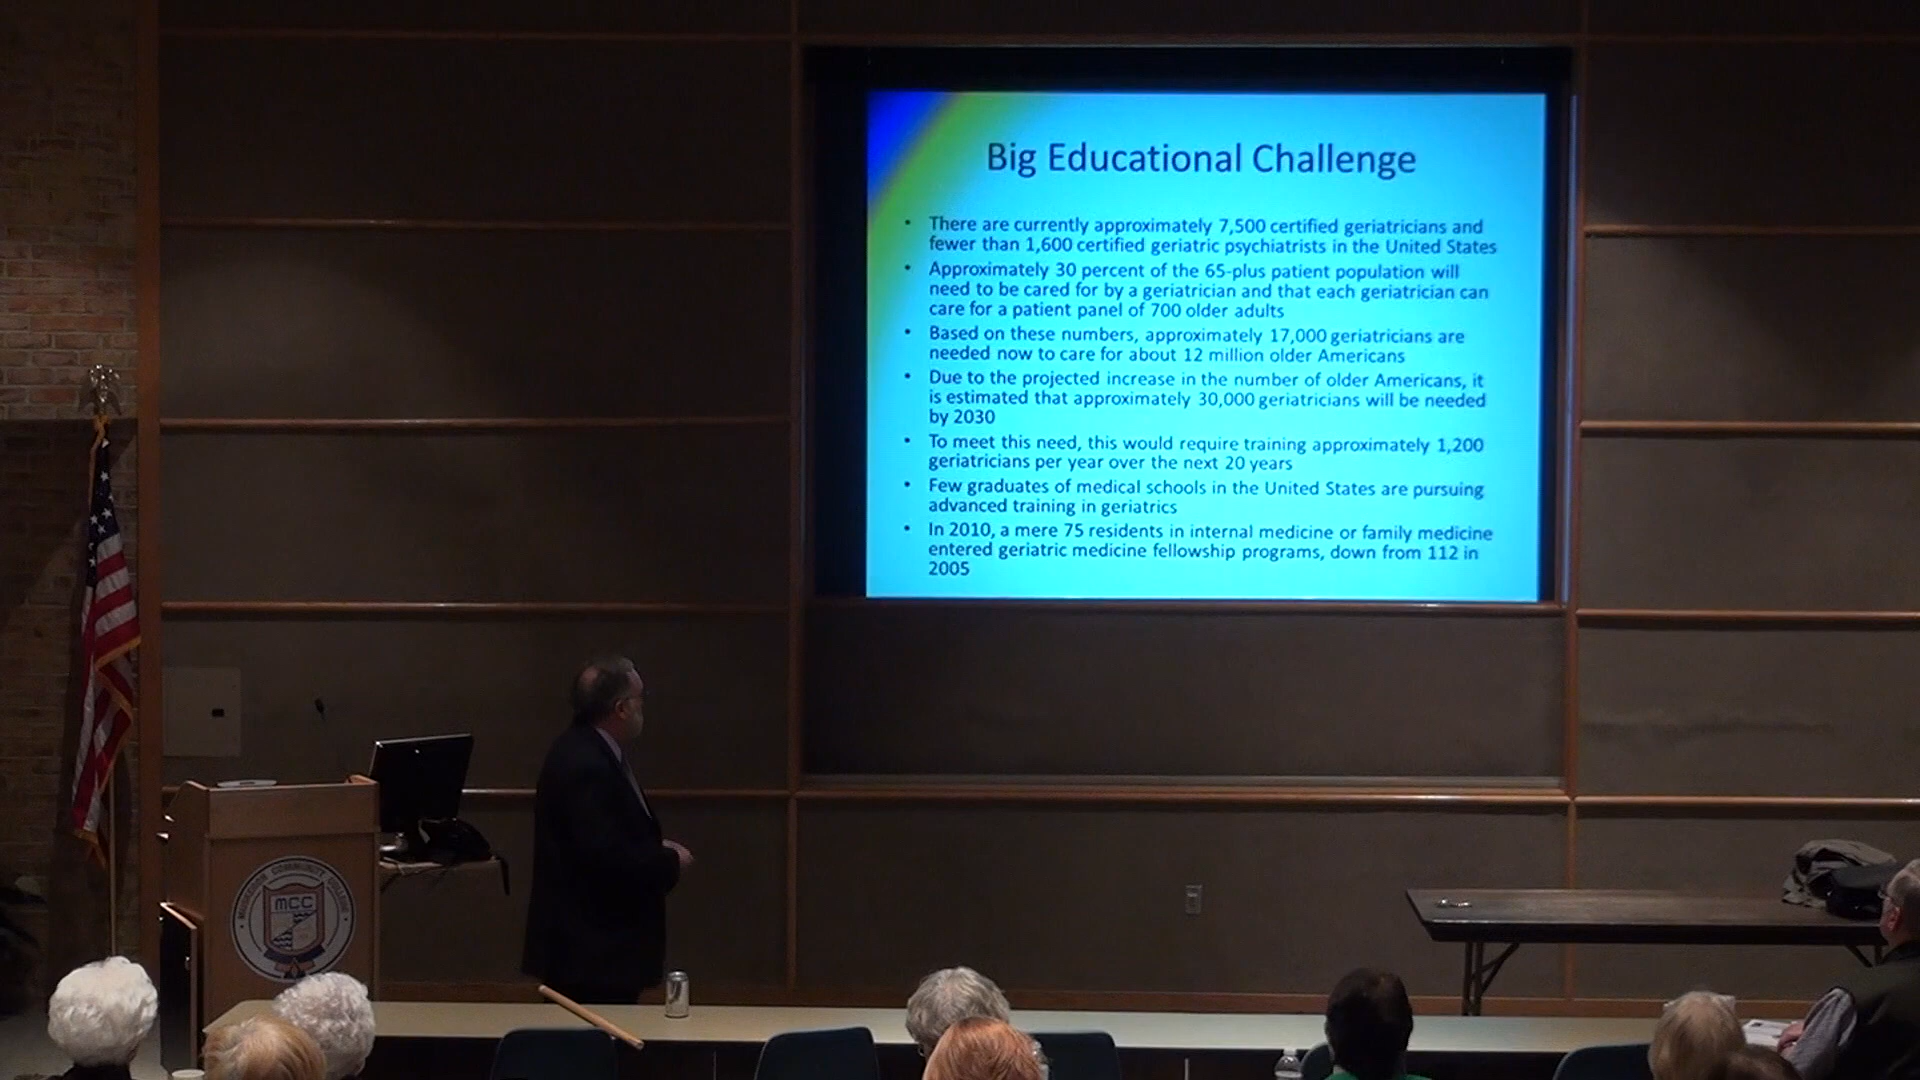 Big Educational Challenge
• There are currently approximately 7,500 certified geriatricians and
fewer than 1,600 certified geriatric psychiatrists in the United States
• Approximately 30 percent of the 65-plus patient population will
need to be cared for by a geriatrician and that each geriatrician can
care for a patient panel of 700 older adults
• Based on these numbers, approximately 17,000 geriatricians are
needed now to care for about 12 million older Americans
• Due to the projected increase in the number of older Americans, it
is estimated that approximately 30,000 geriatricians will be needed
by 2030
• To meet this need, this would require training approximately 1,200
geriatricians per year over the next 20 years
• Few graduates of medical schools in the United States are pursuing
advanced training in geriatrics
• In 2010, a mere 75 residents in internal medicine or family medicine
entered geriatric medicine fellowship programs, down from 112 in
2005
MUSKEGON COMMUNITY COLLEGE
MCC